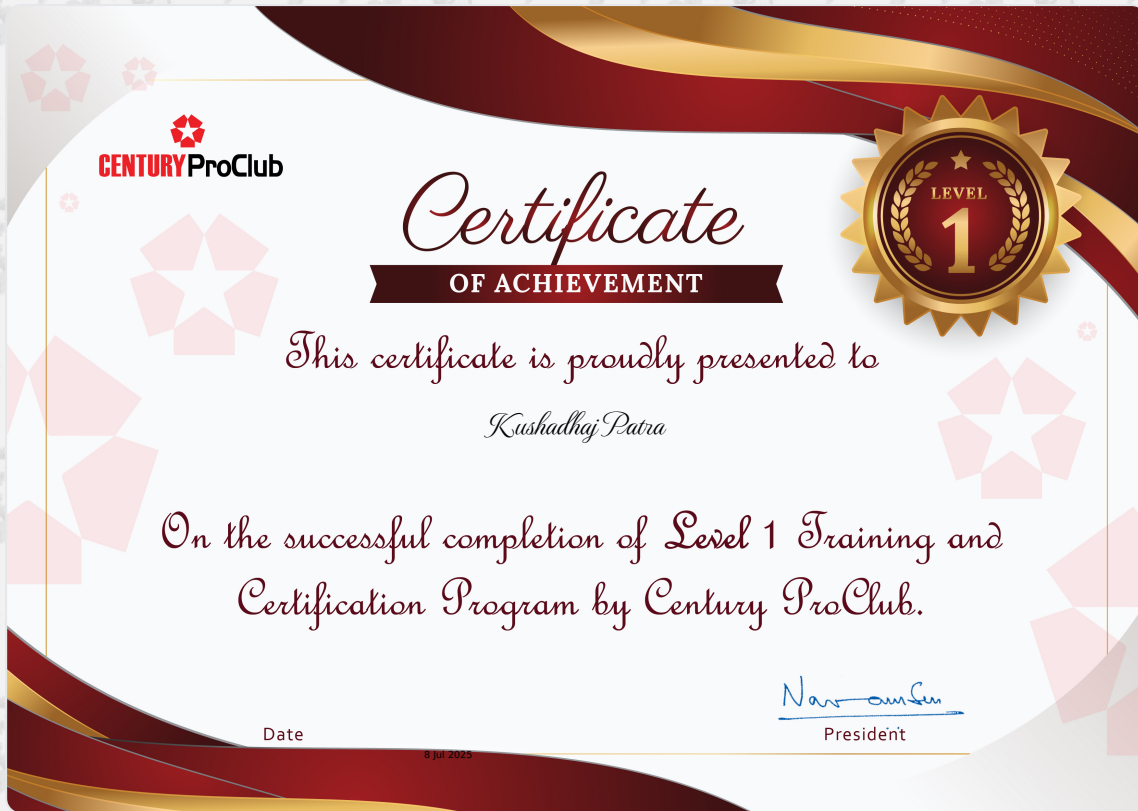 CENTURY ProClub
LEVEL
1
Certificate
OF ACHIEVEMENT
This certificate is proudly presented to
Kushadhaj Patra
On the successful completion of Level 1 Training and
Certification Program by Century ProClub.
Date
President
8 Jul 2025